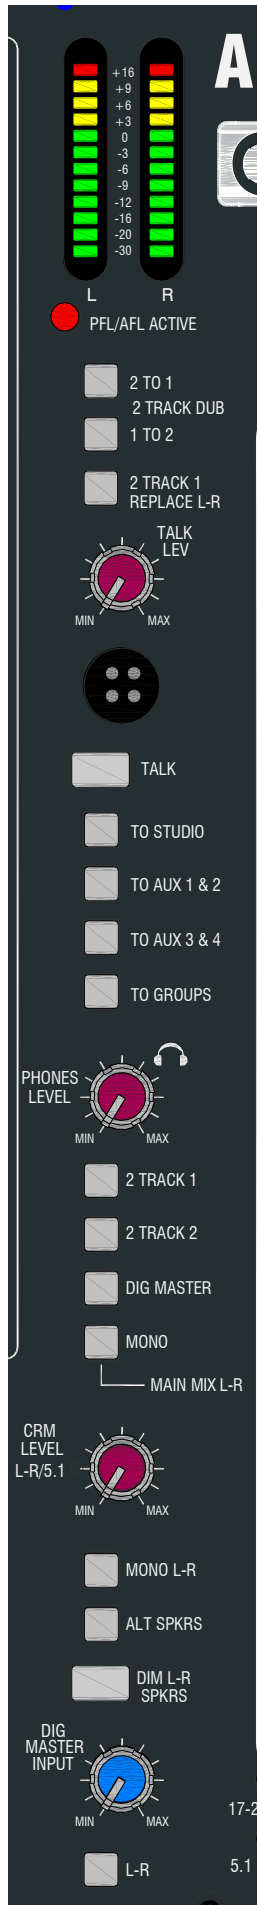 A
+16
+9
+6
+3
0
-3
-6
-9
-12
-16
-20
-30
L R
PFL/AFL ACTIVE
2 TO 1
2 TRACK DUB
1 TO 2
2 TRACK 1
REPLACE L-R
TALK
LEV
MIN MAX
TALK
TO STUDIO
TO AUX 1 & 2
TO AUX 3 & 4
TO GROUPS
PHONES
LEVEL
MIN MAX
2 TRACK 1
2 TRACK 2
DIG MASTER
MONO
MAIN MIX L-R
CRM
LEVEL
L-R/5.1
MIN MAX
MONO L-R
ALT SPKRS
DIM L-R
SPKRS
DIG
MASTER
INPUT
MIN MAX
17-2
L-R
5.1